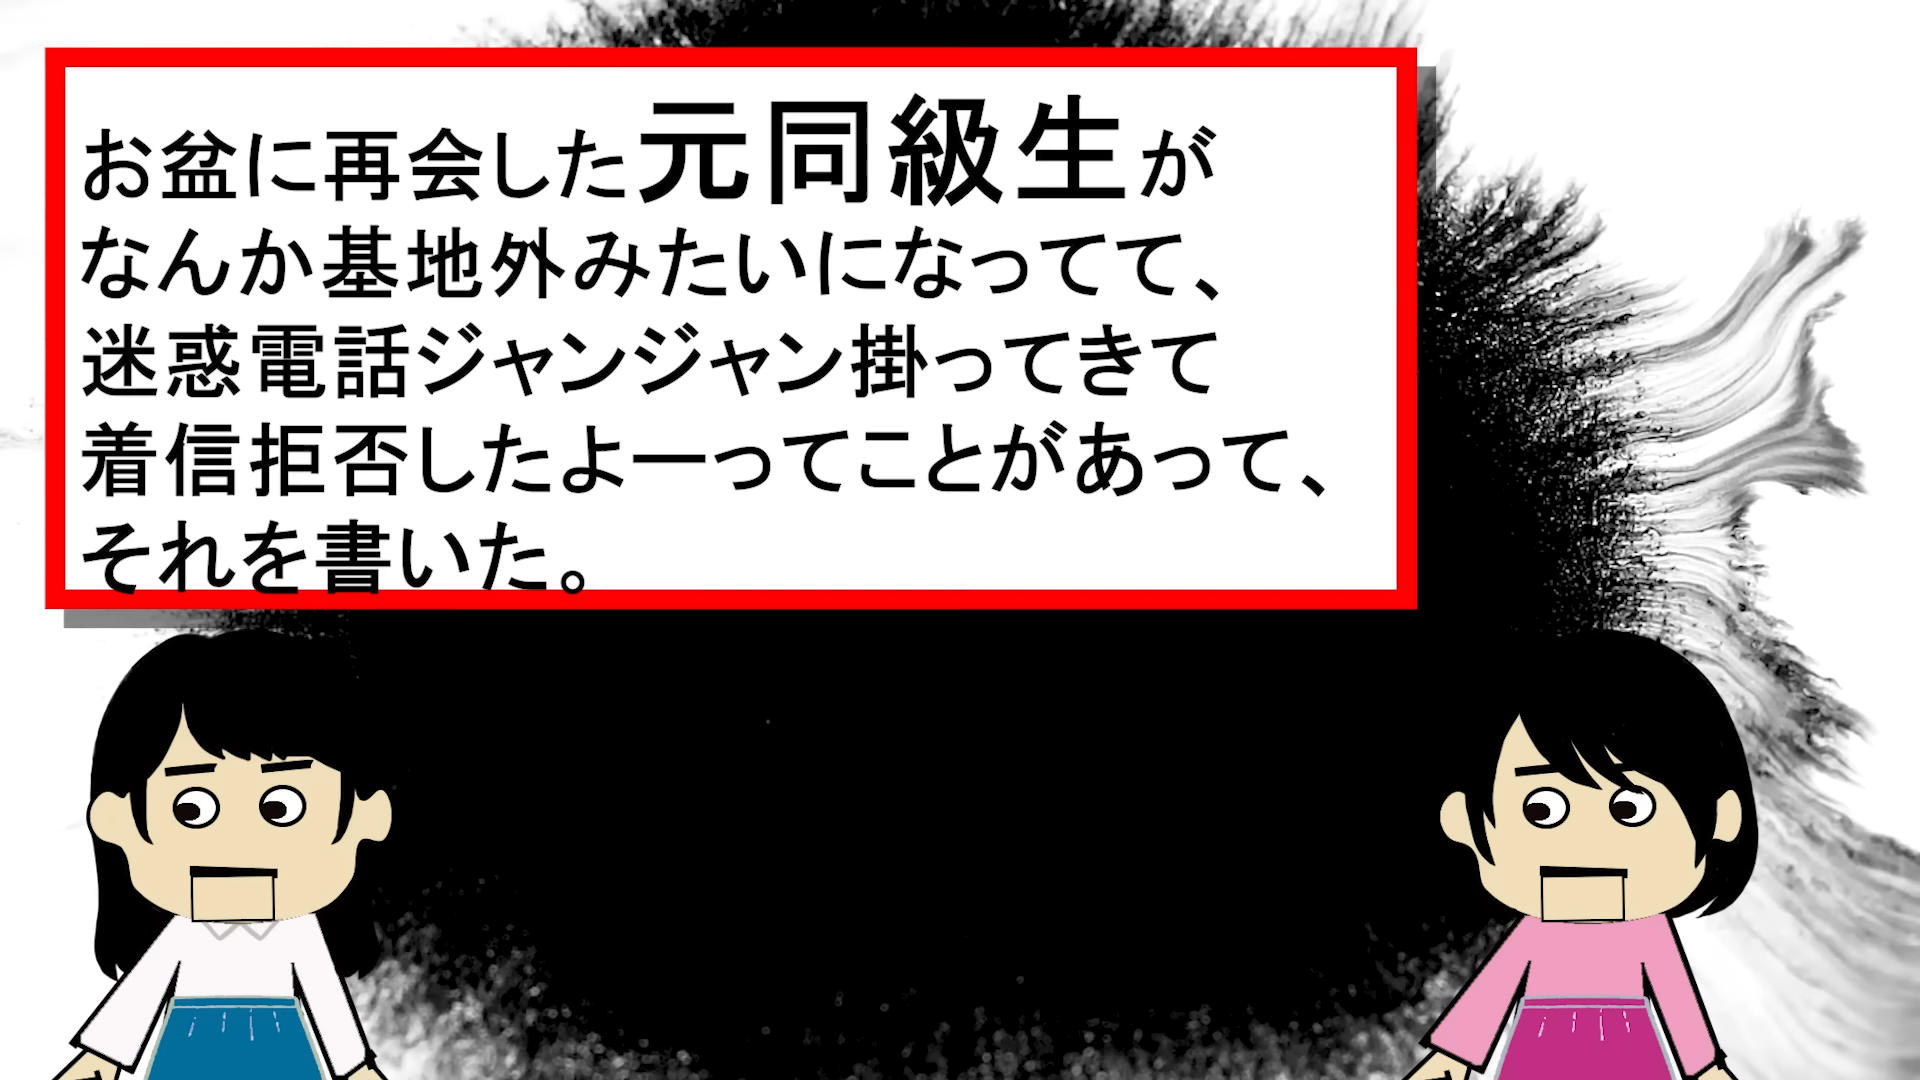 お盆に再会した元同級生が
なんか基地外みたいになってて、
迷惑電話ジャンジャン掛ってきて
着信拒否したよーってことがあって、
それを書いた。